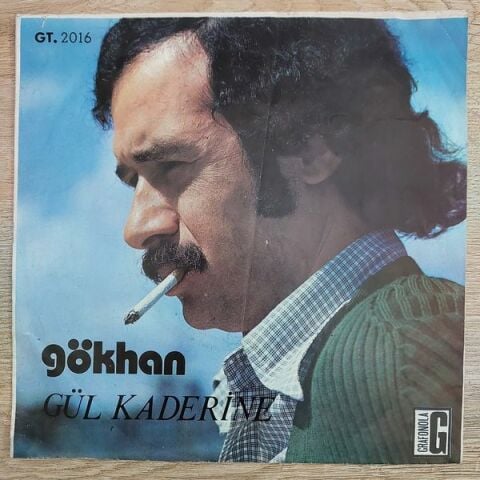 GT. 2016
gökhan
GÜL KADERİNE
G
GRAFONOLA